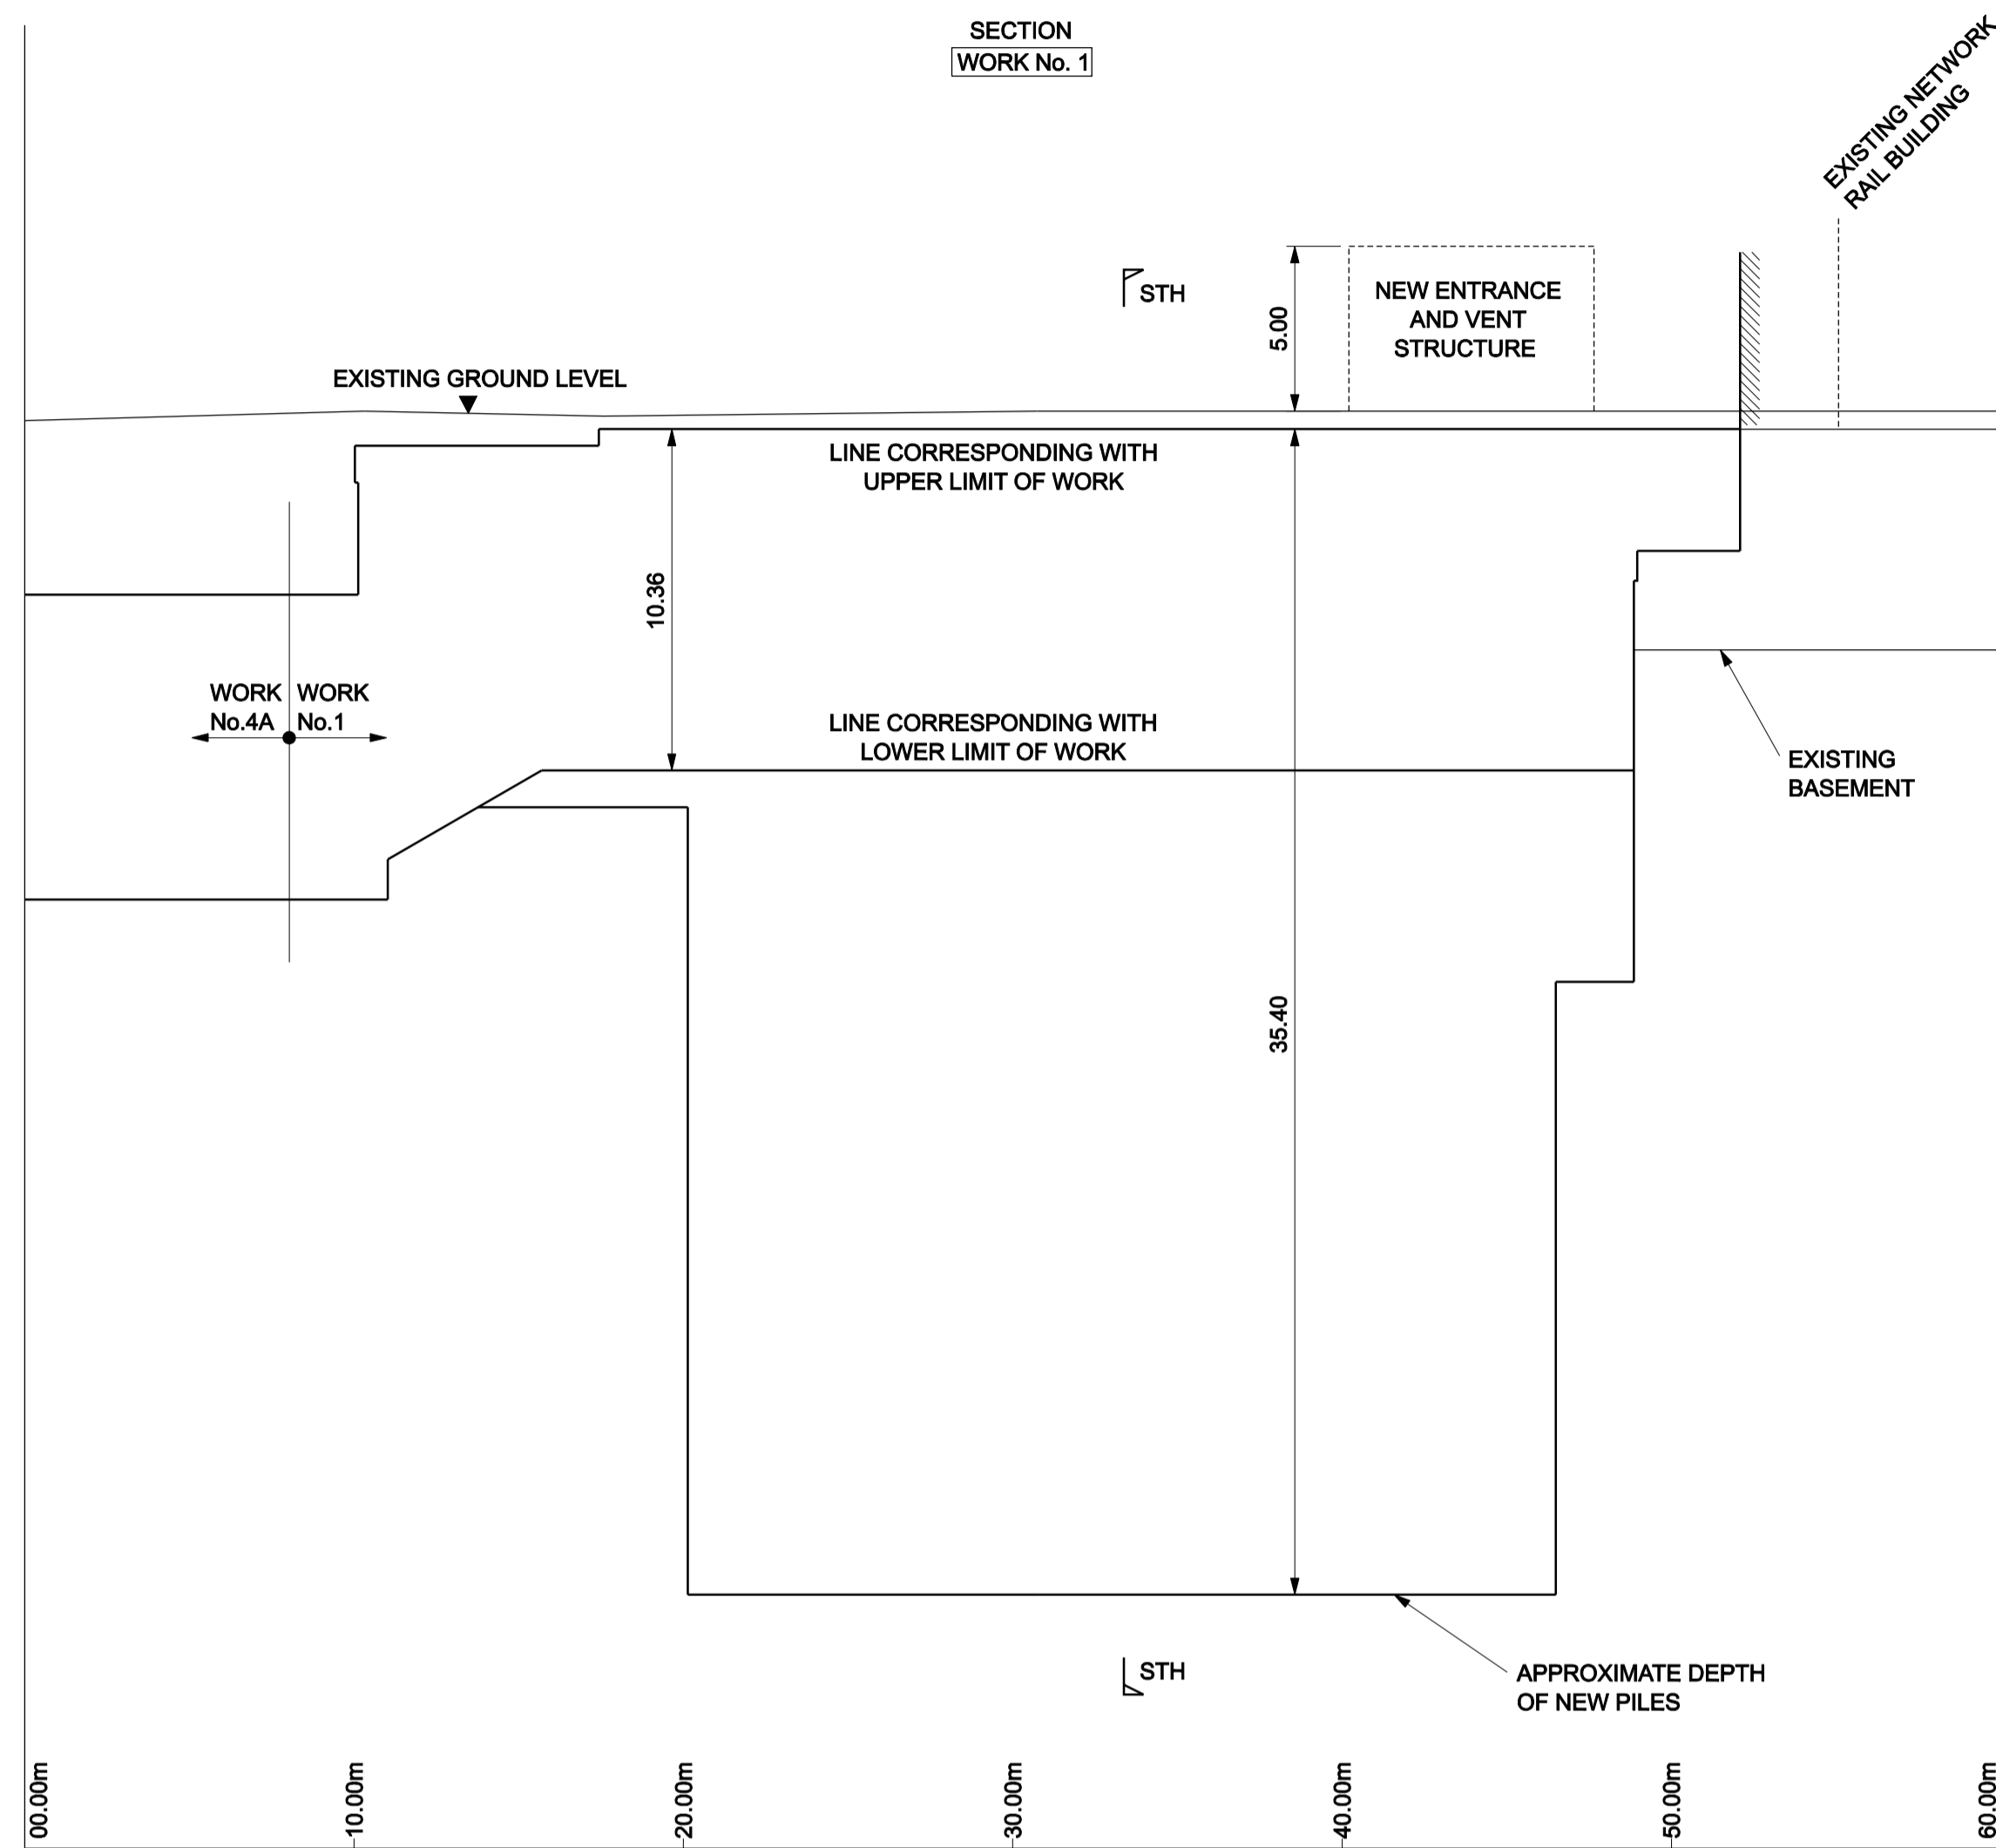 SECTION
WORK No. 1
EXISTING NETWORK
RAIL BUILDING
STH
5.00
NEW ENTRANCE
AND VENT
STRUCTURE
EXISTING GROUND LEVEL
LINE CORRESPONDING WITH
UPPER LIMIT OF WORK
10.36
WORK
No.4A
WORK
No.1
LINE CORRESPONDING WITH
LOWER LIMIT OF WORK
EXISTING
BASEMENT
35.40
STH
APPROXIMATE DEPTH
OF NEW PILES
00.00m
10.00m
20.00m
30.00m
40.00m
50.00m
60.00m